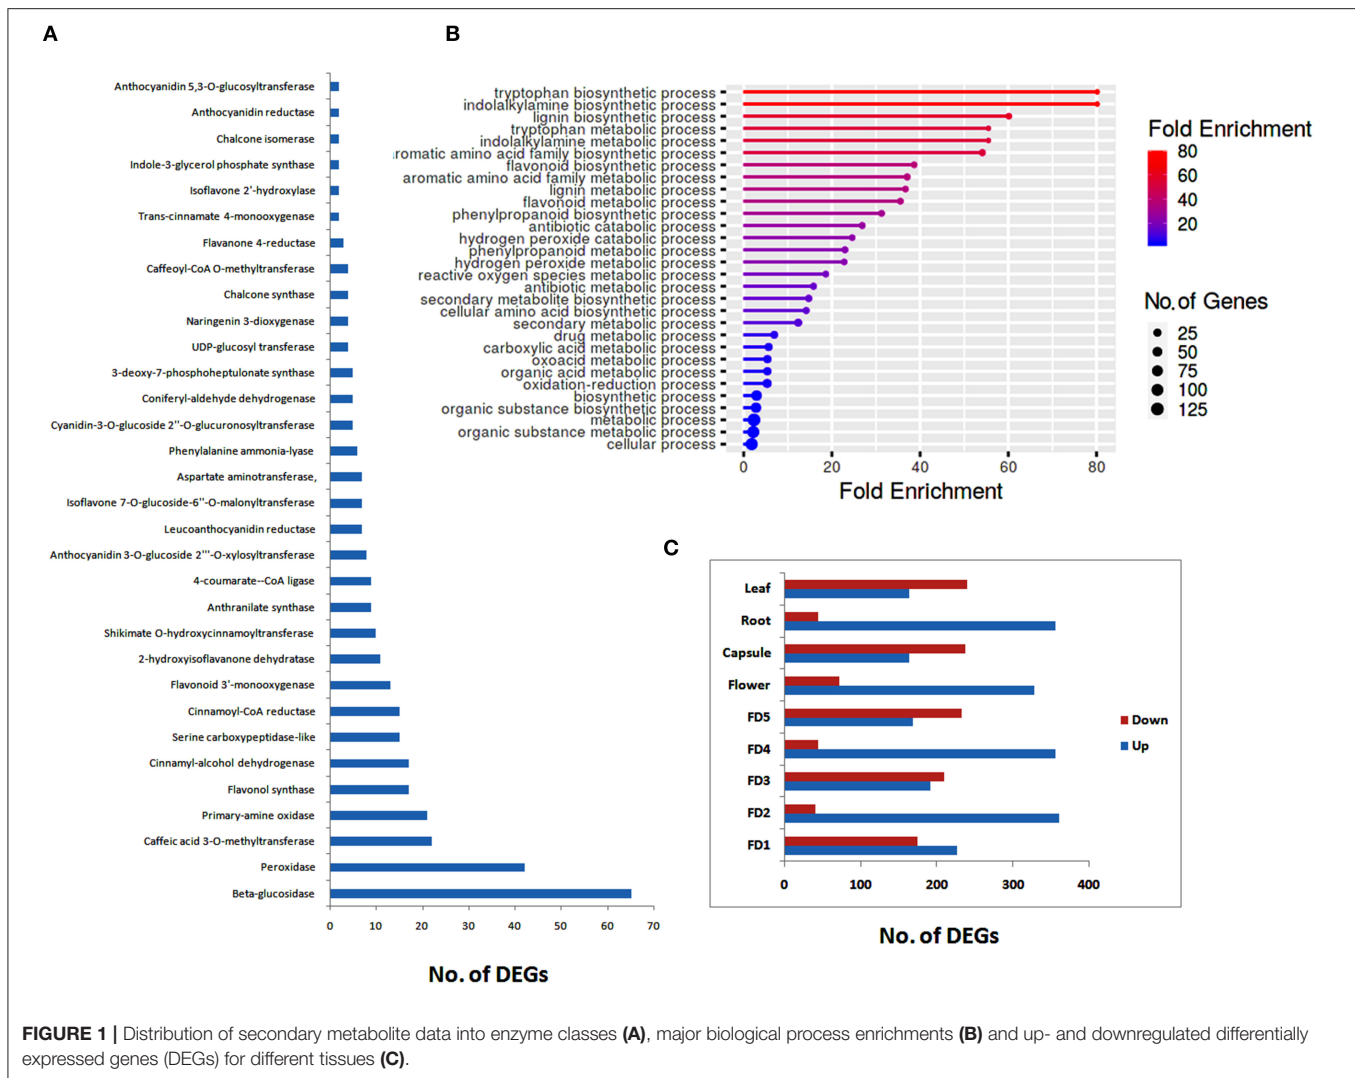 A
Anthocyanidin 5,3-O-glucosyltransferase
Anthocyanidin reductase
Chalcone isomerase
Indole-3-glycerol phosphate synthase
Isoflavone 2'-hydroxylase
Trans-cinnamate 4-monooxygenase
Flavanone 4-reductase
Caffeoyl-CoA O-methyltransferase
Chalcone synthase
Naringenin 3-dioxygenase
UDP-glucosyl transferase
3-deoxy-7-phosphoheptulonate synthase
Coniferyl-aldehyde dehydrogenase
Cyanidin-3-O-glucoside 2''-O-glucuronosyltransferase
Phenylalanine ammonia-lyase
Aspartate aminotransferase,
Isoflavone 7-O-glucoside-6''-O-malonyltransferase
Leucoanthocyanidin reductase
Anthocyanidin 3-O-glucoside 2'''-O-xylosyltransferase
4-coumarate--CoA ligase
Anthranilate synthase
Shikimate O-hydroxycinnamoyltransferase
2-hydroxyisoflavanone dehydratase
Flavonoid 3'-monooxygenase
Cinnamoyl-CoA reductase
Serine carboxypeptidase-like
Cinnamyl-alcohol dehydrogenase
Flavonol synthase
Primary-amine oxidase
Caffeic acid 3-O-methyltransferase
Peroxidase
Beta-glucosidase
0 10 20 30 40 50 60 70
No. of DEGs
B
tryptophan biosynthetic process
indolalkylamine biosynthetic process
lignin biosynthetic process
tryptophan metabolic process
indolalkylamine metabolic process
romatic amino acid family biosynthetic process
flavonoid biosynthetic process
aromatic amino acid family metabolic process
lignin metabolic process
flavonoid metabolic process
phenylpropanoid biosynthetic process
antibiotic catabolic process
hydrogen peroxide catabolic process
phenylpropanoid metabolic process
hydrogen peroxide metabolic process
reactive oxygen species metabolic process
antibiotic metabolic process
secondary metabolite biosynthetic process
cellular amino acid biosynthetic process
secondary metabolic process
drug metabolic process
carboxylic acid metabolic process
oxoacid metabolic process
organic acid metabolic process
oxidation-reduction process
biosynthetic process
organic substance biosynthetic process
metabolic process
organic substance metabolic process
cellular process
0 20 40 60 80
Fold Enrichment
Fold Enrichment
80
60
40
20
No. of Genes
25
50
75
100
125
C
Leaf
Root
Capsule
Flower
FD5
FD4
FD3
FD2
FD1
0 100 200 300 400
Down
Up
No. of DEGs
FIGURE 1 | Distribution of secondary metabolite data into enzyme classes (A), major biological process enrichments (B) and up- and downregulated differentially
expressed genes (DEGs) for different tissues (C).